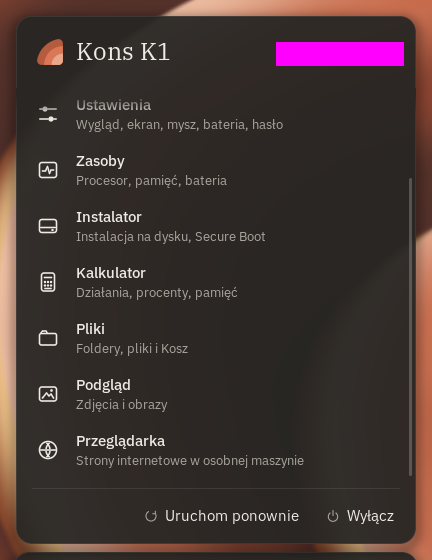 Kons K1
Ustawienia
Wygląd, ekran, mysz, bateria, hasło
Zasoby
Procesor, pamięć, bateria
Instalator
Instalacja na dysku, Secure Boot
Kalkulator
Działania, procenty, pamięć
Pliki
Foldery, pliki i Kosz
Podgląd
Zdjęcia i obrazy
Przeglądarka
Strony internetowe w osobnej maszynie
Uruchom ponownie
Wyłącz